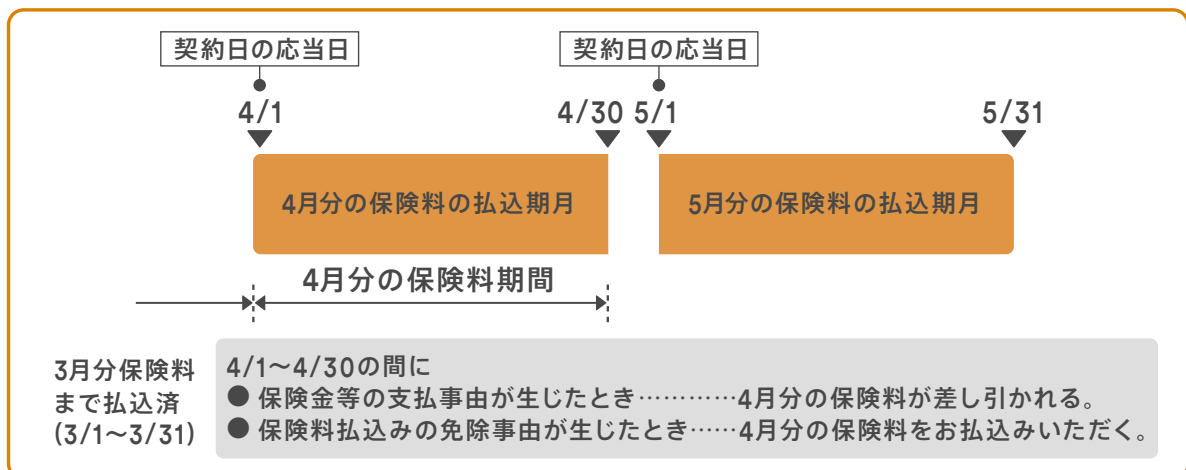 契約日の応当日 契約日の応当日
4/1 4/30 5/1 5/31
4月分の保険料の払込期月 5月分の保険料の払込期月
4月分の保険料期間
3月分保険料
まで払込済
(3/1～3/31)
4/1～4/30の間に
● 保険金等の支払事由が生じたとき…………4月分の保険料が差し引かれる。
● 保険料払込みの免除事由が生じたとき……4月分の保険料をお払込みいただく。